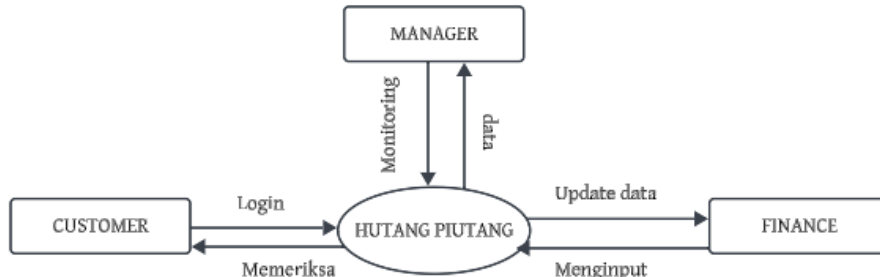 MANAGER
Monitoring
data
CUSTOMER
Login
HUTANG PIUTANG
Update data
FINANCE
Memeriksa
Menginput